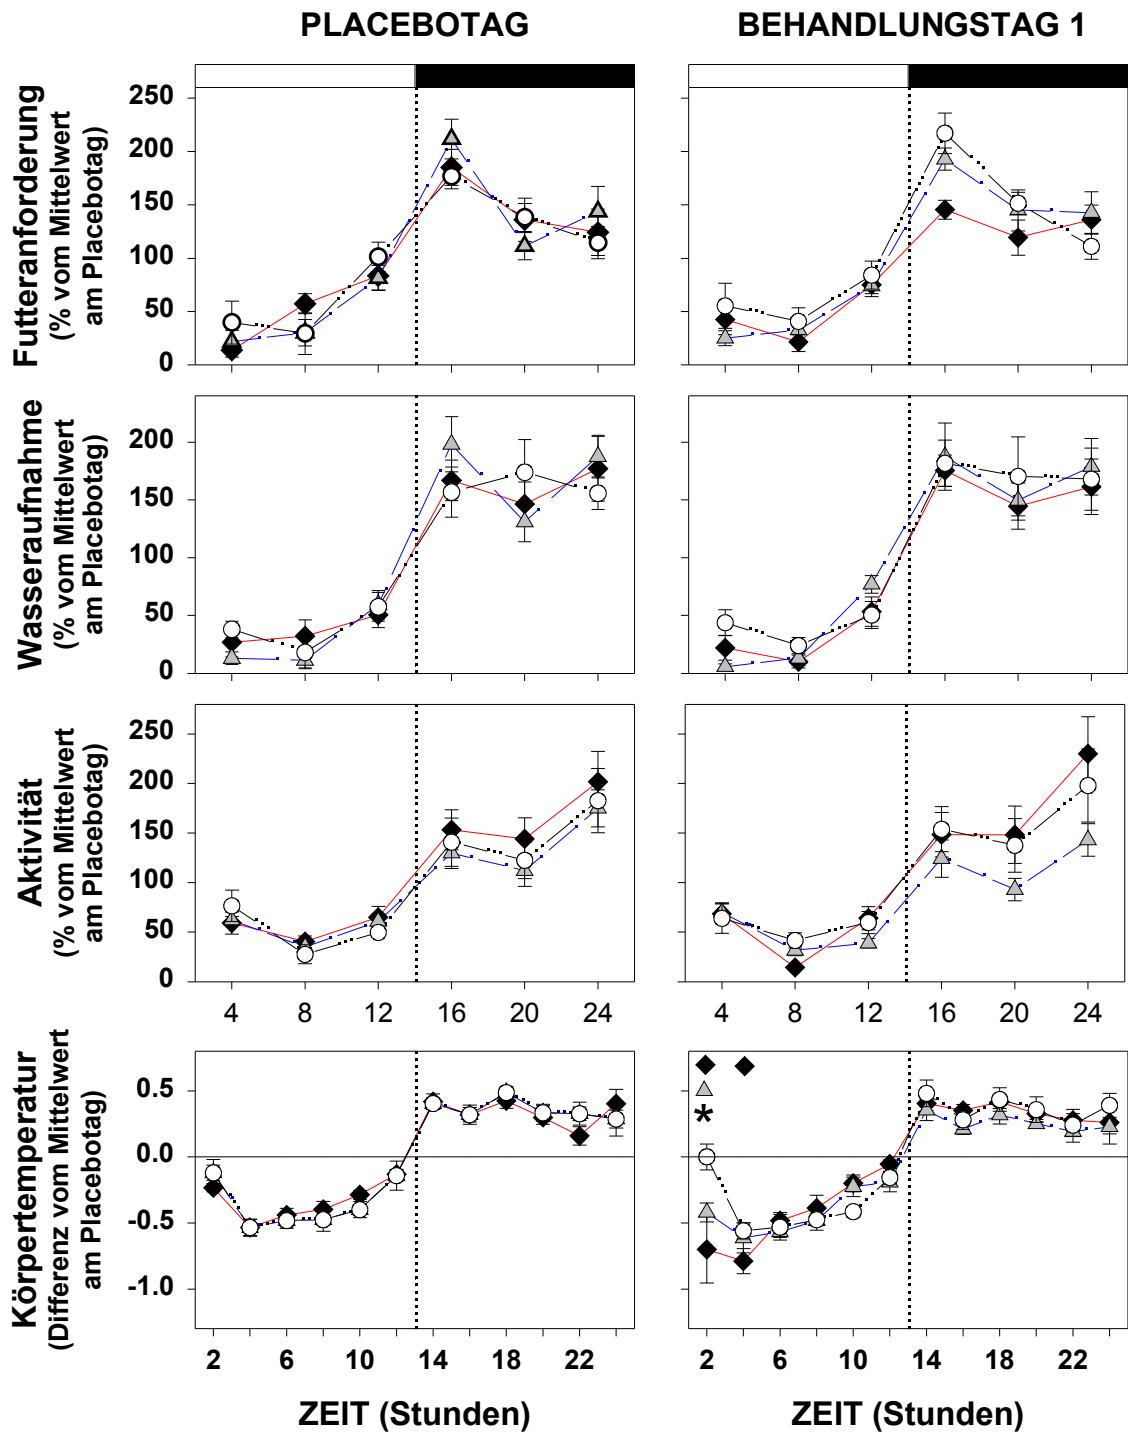 PLACEBOTAG
BEHANDLUNGSTAG 1
Futteranforderung
(% vom Mittelwert
am Placebotag)
250
200
150
100
50
0
Wasseraufnahme
(% vom Mittelwert
am Placebotag)
200
150
100
50
0
Aktivität
(% vom Mittelwert
am Placebotag)
250
200
150
100
50
0
4 8 12 16 20 24
4 8 12 16 20 24
Körpertemperatur
(Differenz vom Mittelwert
am Placebotag)
0.5
0.0
-0.5
-1.0
*
2 6 10 14 18 22
2 6 10 14 18 22
ZEIT (Stunden)
ZEIT (Stunden)